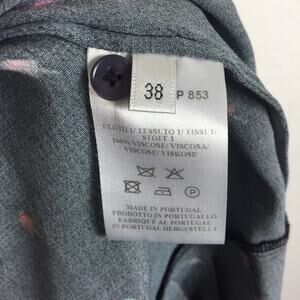 38 P 853
CLOTH 1/ TESSUTO 1/ TISSU 1/
STOFF 1
100% VISCOSE/ VISCOSA/
VISCOSE/ VISKOSE
P
MADE IN PORTUGAL
PRODOTTO IN PORTOGALLO
FABRIQUÉ AU PORTUGAL
IN PORTUGAL HERGESTELLT